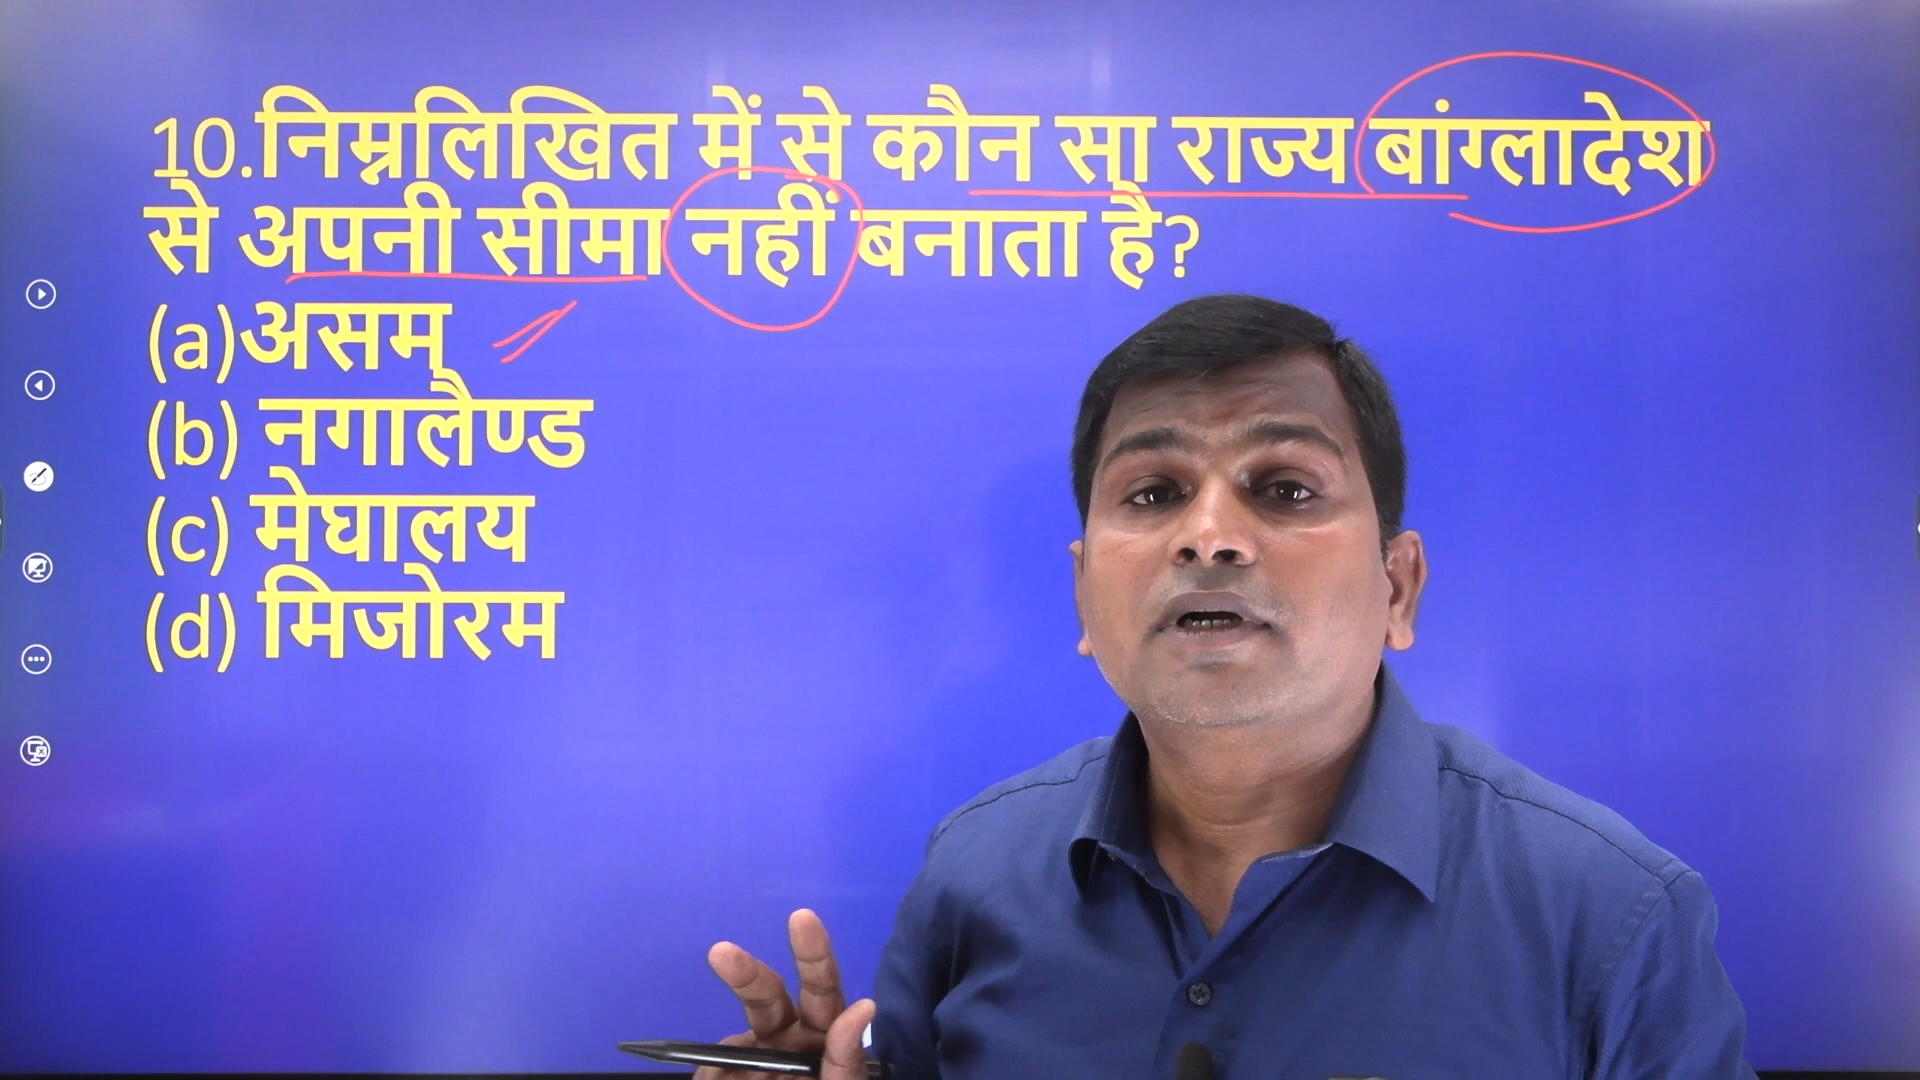 10.निम्नलिखित में से कौन सा राज्य बांग्लादेश
से अपनी सीमा नहीं बनाता है?
(a)असम
(b) नगालैण्ड
(c) मेघालय
(d) मिजोरम